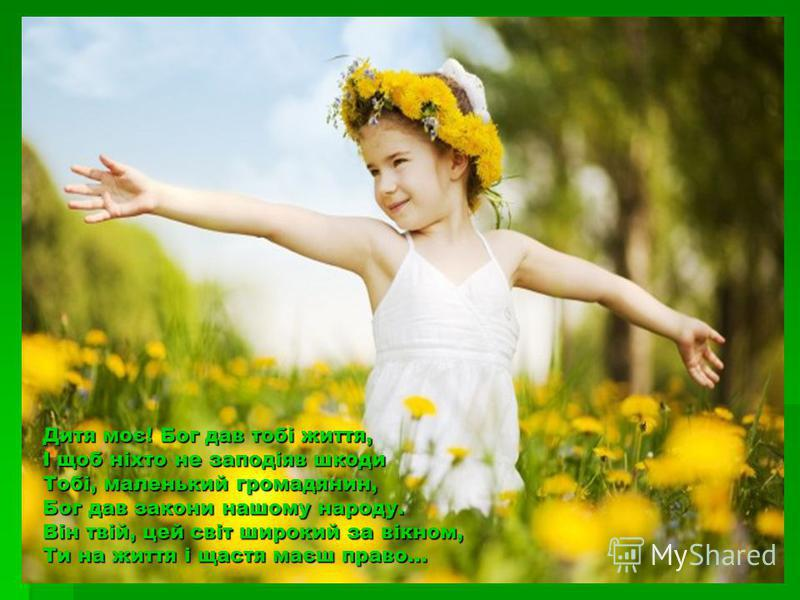 Дитя моє! Бог дав тобі життя,
І щоб ніхто не заподіяв шкоди
Тобі, маленький громадянин,
Бог дав закони нашому народу.
Він твій, цей світ широкий за вікном,
Ти на життя і щастя маєш право...
MyShared